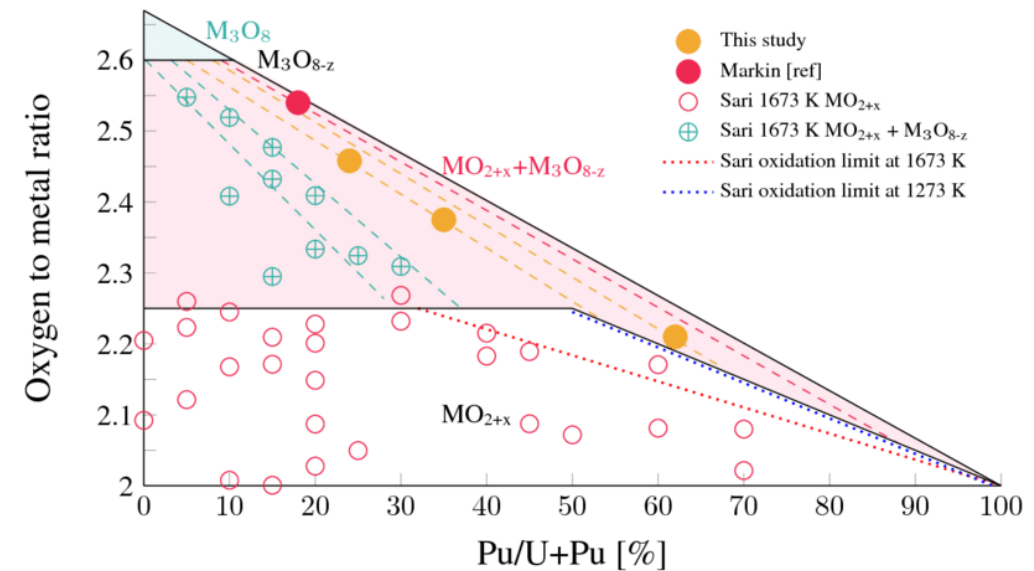 Oxygen to metal ratio
2.6
2.5
2.4
2.3
2.2
2.1
2
M₃O₈
M₃O₈₋z
MO₂₊ₓ+M₃O₈₋z
MO₂₊ₓ
This study
Markin [ref]
Sari 1673 K MO₂₊ₓ
Sari 1673 K MO₂₊ₓ + M₃O₈₋z
Sari oxidation limit at 1673 K
Sari oxidation limit at 1273 K
0 10 20 30 40 50 60 70 80 90 100
Pu/U+Pu [%]